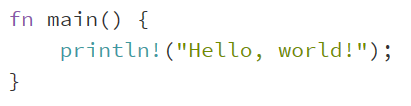 fn main() {
    println!("Hello, world!");
}